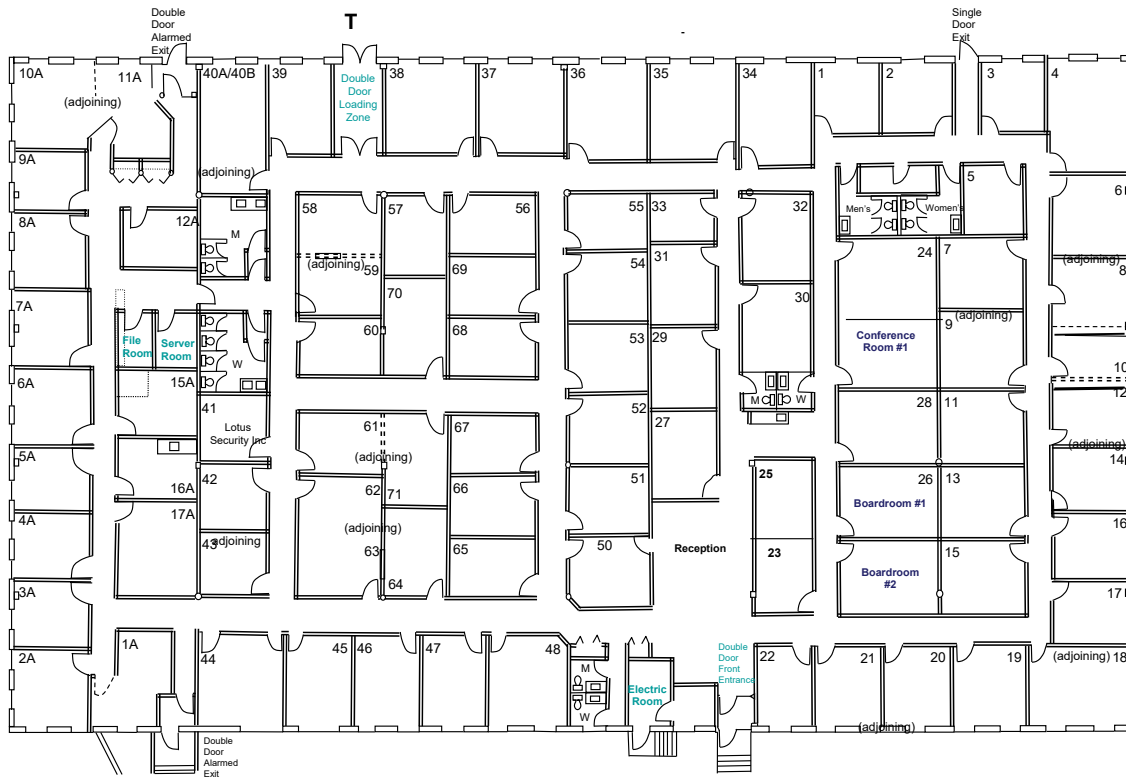 Double
Door
Alarmed
Exit
T
-
Single
Door
Exit
10A
11A
40A/40B
39
38
37
36
35
34
1
2
3
4
(adjoining)
Double
Door
Loading
Zone
9A
(adjoining)
8A
12A
M
58
57
56
55
33
32
Men's
Women's
5
6
(adjoining)
59
69
54
31
24
7
(adjoining)
8
7A
70
30
File
Room
Server
Room
W
60
68
53
29
Conference
Room #1
9
(adjoining)
10
6A
15A
41
Lotus
Security Inc
61
67
52
27
M
W
28
11
12
(adjoining)
5A
16A
42
(adjoining)
62
71
66
51
25
26
13
14
4A
17A
43
adjoining
(adjoining)
63
64
65
50
Reception
23
Boardroom #1
15
16
Boardroom
#2
3A
17
2A
1A
44
45
46
47
48
M
W
Electric
Room
Double
Door
Front
Entrance
22
21
(adjoining)
20
19
(adjoining)
18
Double
Door
Alarmed
Exit